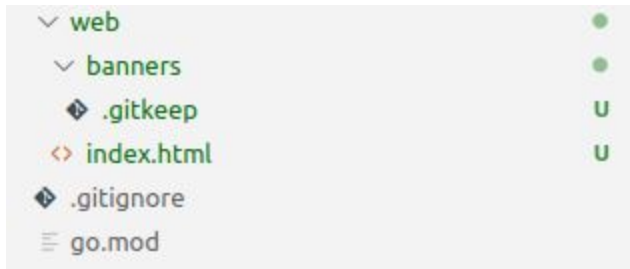 web
banners
.gitkeep U
index.html U
.gitignore
go.mod